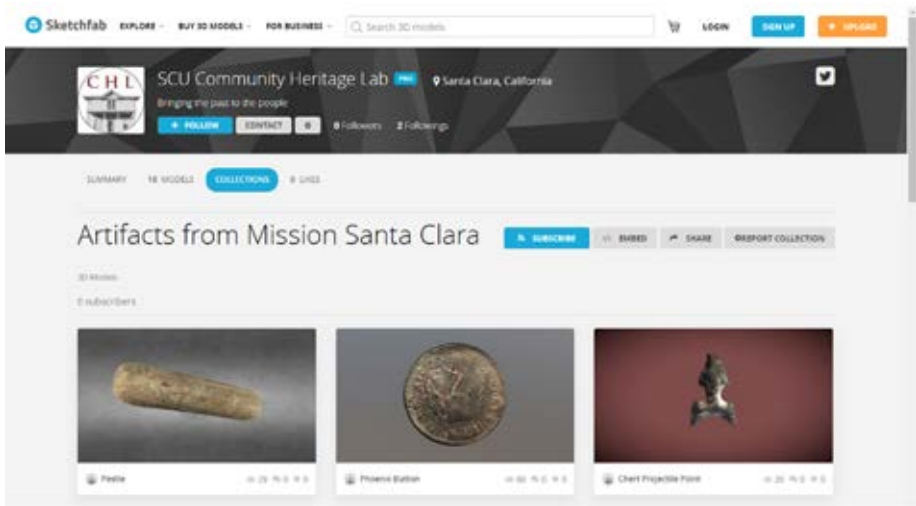 Sketchfab EXPLORE BUY 3D MODELS FOR BUSINESS Search 3D models LOGIN SIGN UP UPLOAD
CHL
SCU Community Heritage Lab PRO Santa Clara, California
Bringing the past to the people
+ FOLLOW CONTACT 0 Followers 2 Followings
SUMMARY 18 MODELS COLLECTIONS 0 LIKES
Artifacts from Mission Santa Clara SUBSCRIBE EMBED SHARE REPORT COLLECTION
3D Models
0 subscribers
Pestle
Phoenix Button
Chert Projectile Point